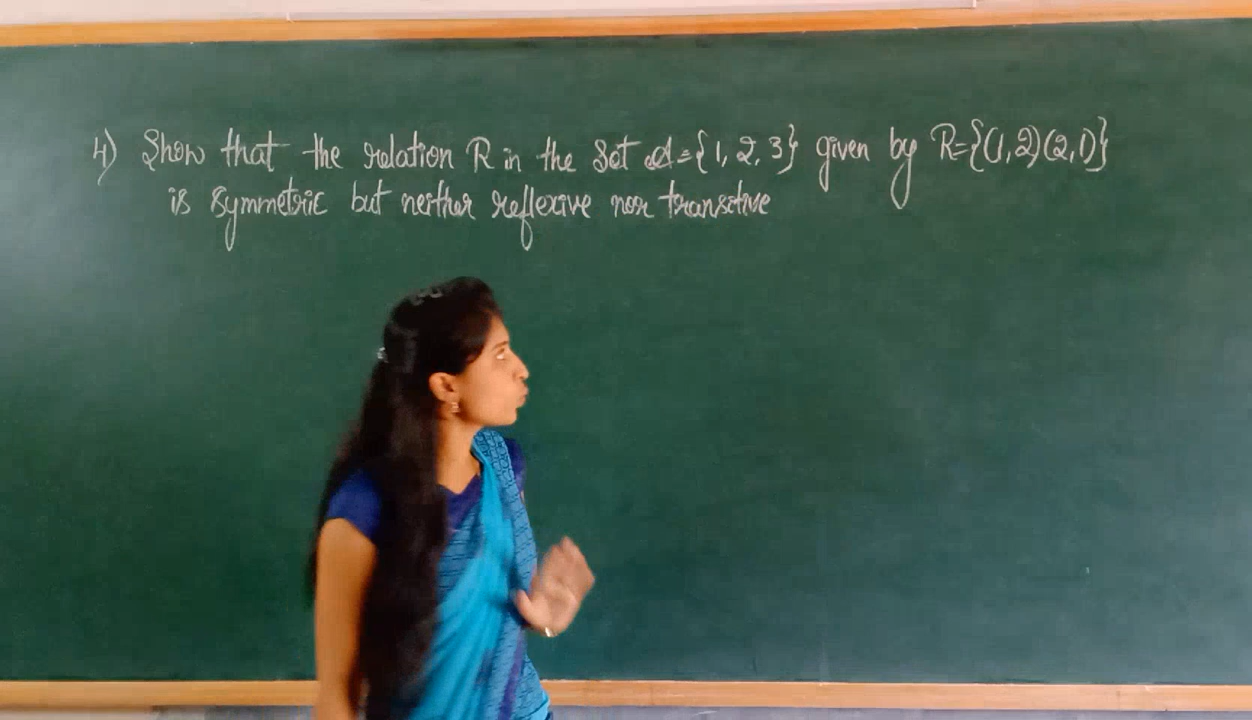 4) Show that the relation R in the set A={1, 2, 3} given by R={(1,2)(2,1)}
is symmetric but neither reflexive nor transitive